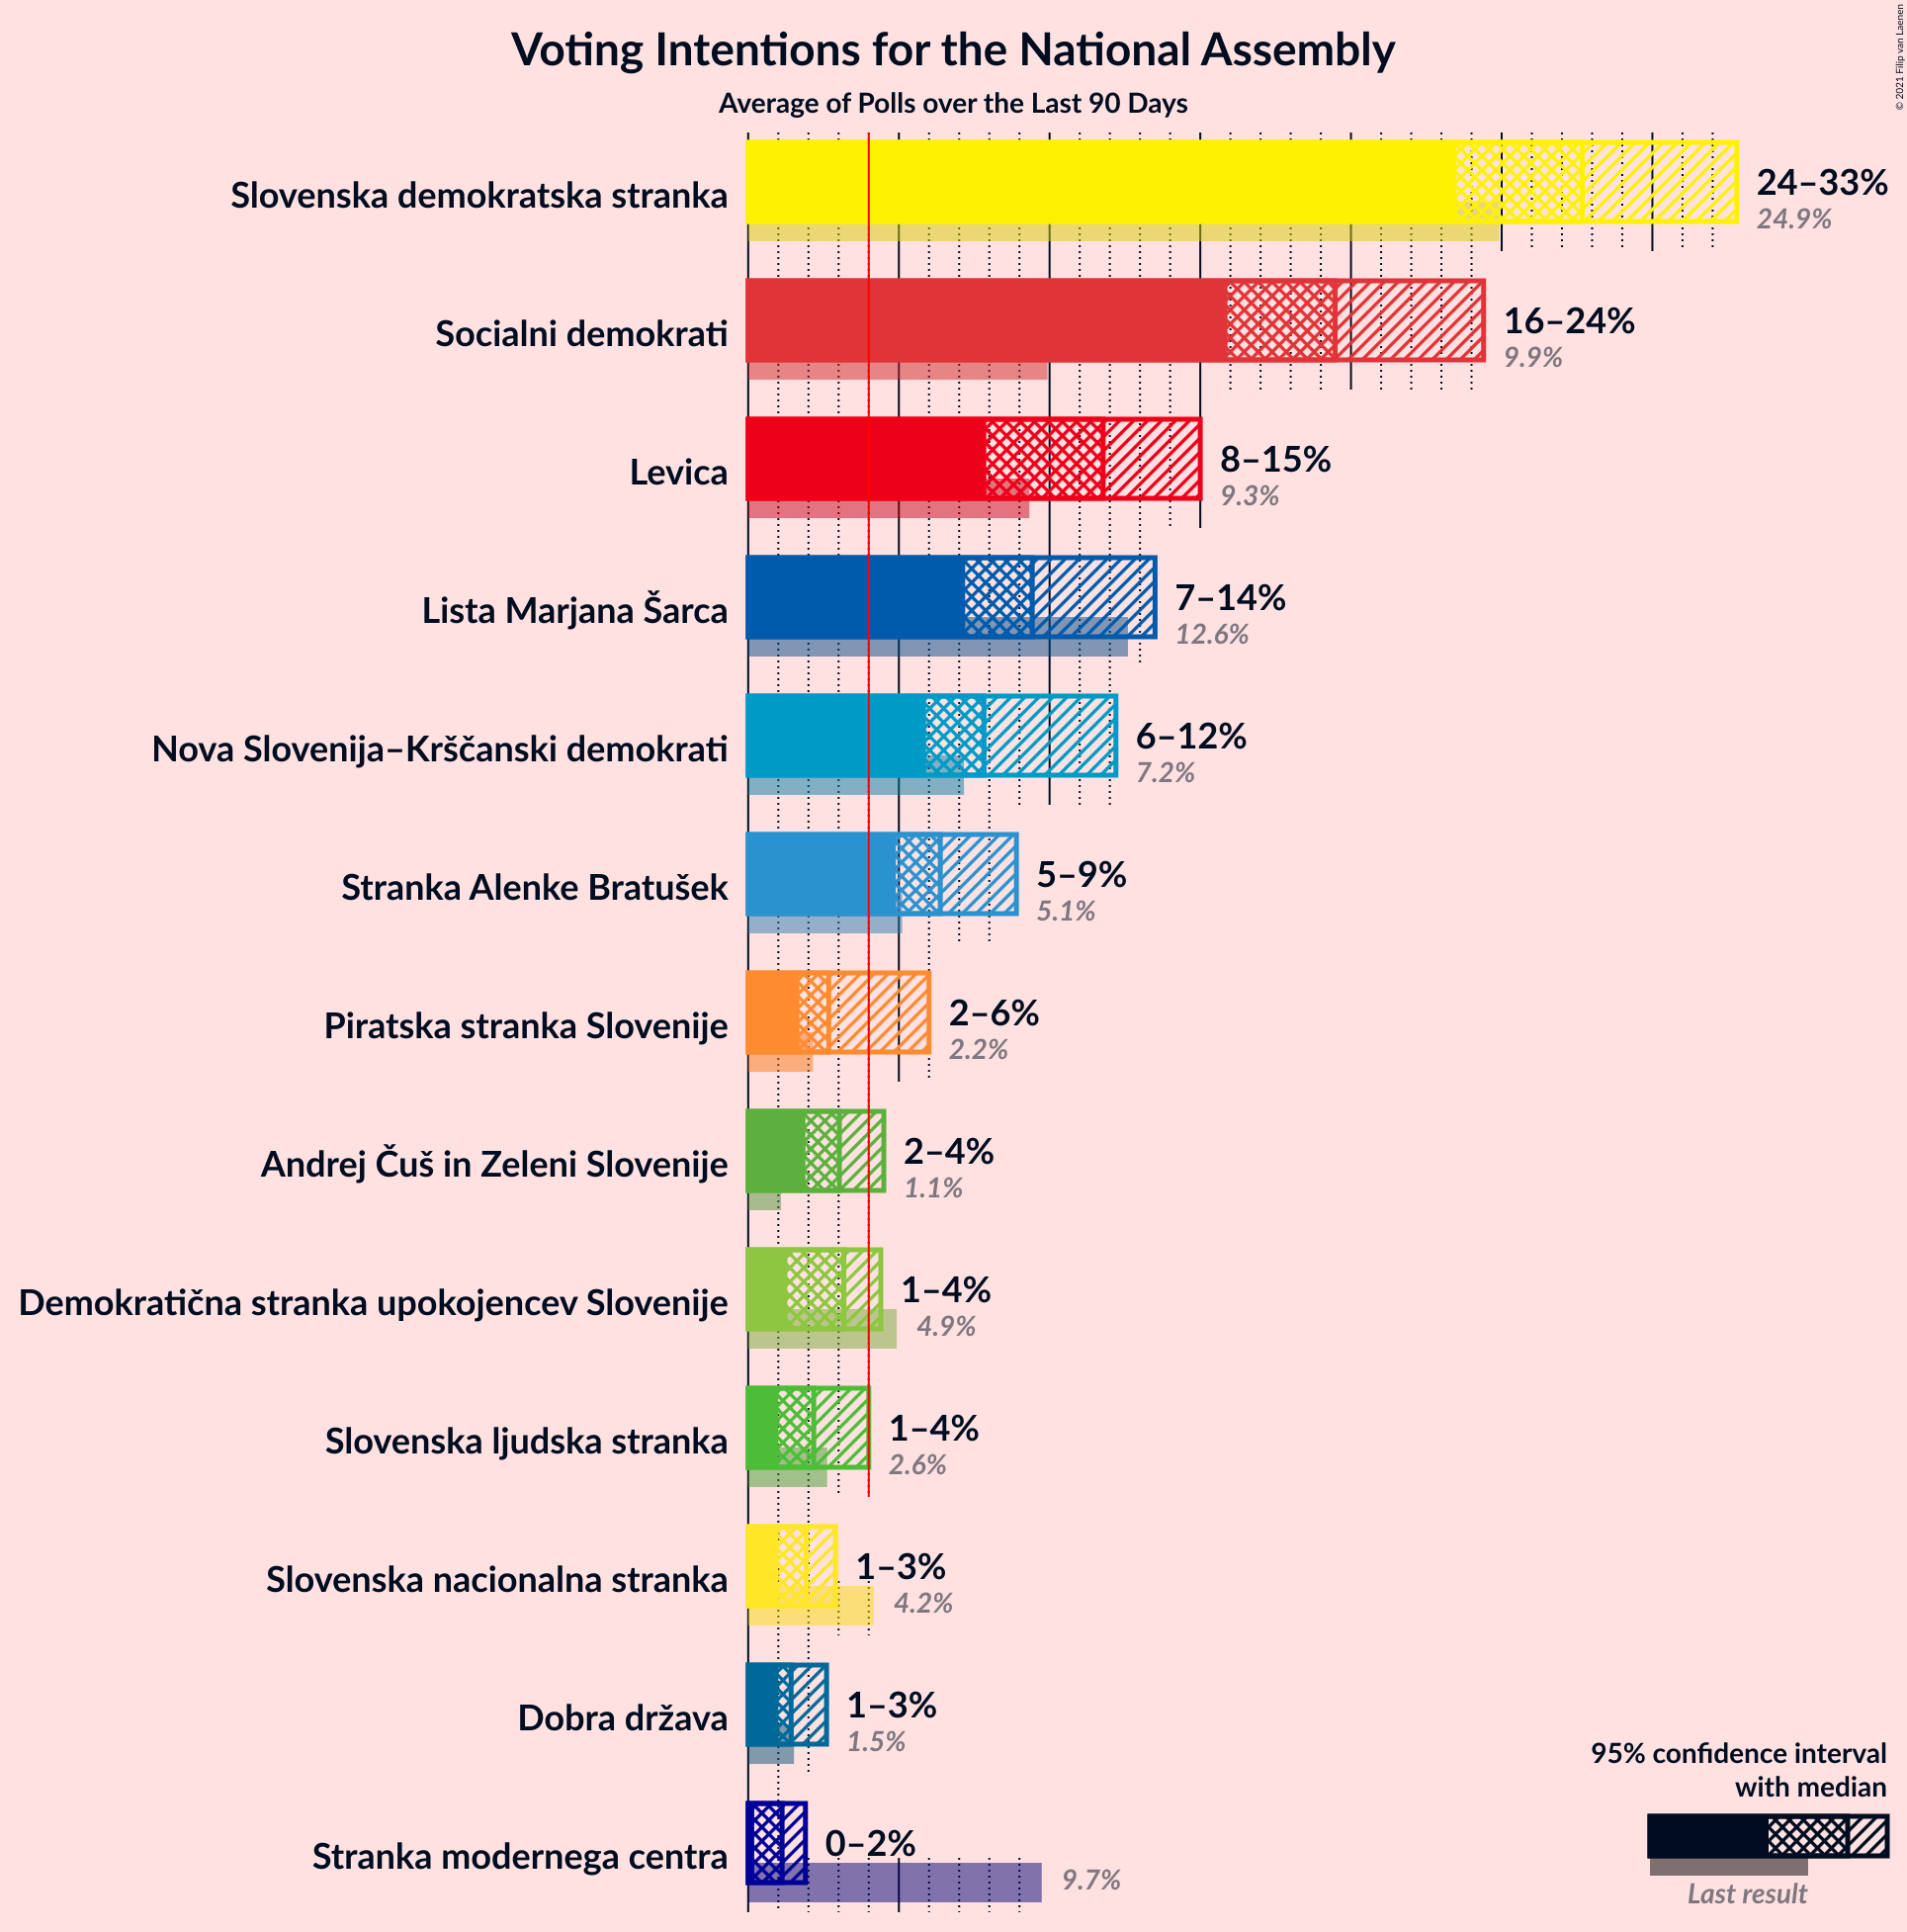 © 2021 Filip van Laenen
Voting Intentions for the National Assembly
Average of Polls over the Last 90 Days
Slovenska demokratska stranka
24–33%
24.9%
Socialni demokrati
16–24%
9.9%
Levica
8–15%
9.3%
Lista Marjana Šarca
7–14%
12.6%
Nova Slovenija–Krščanski demokrati
6–12%
7.2%
Stranka Alenke Bratušek
5–9%
5.1%
Piratska stranka Slovenije
2–6%
2.2%
Andrej Čuš in Zeleni Slovenije
2–4%
1.1%
Demokratična stranka upokojencev Slovenije
1–4%
4.9%
Slovenska ljudska stranka
1–4%
2.6%
Slovenska nacionalna stranka
1–3%
4.2%
Dobra država
1–3%
1.5%
Stranka modernega centra
0–2%
9.7%
95% confidence interval
with median
Last result